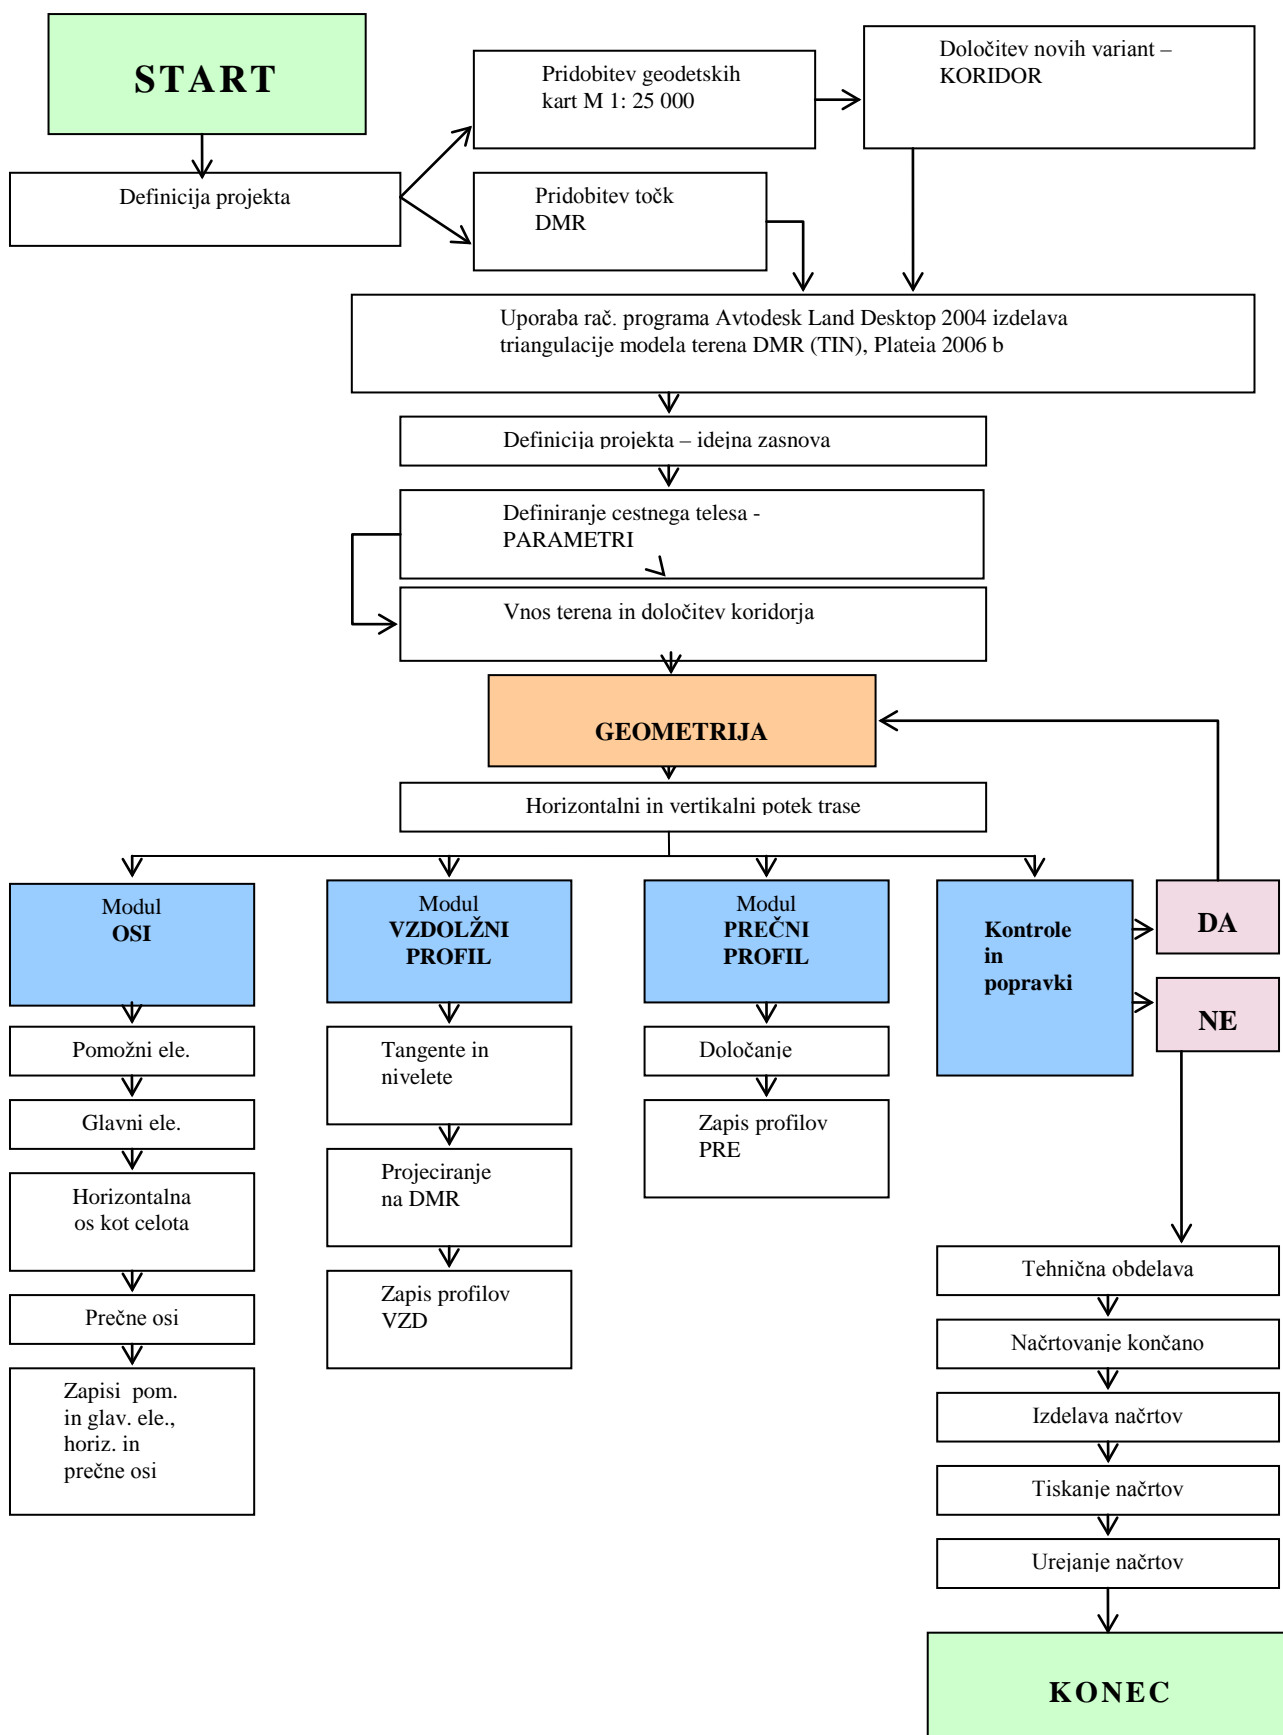 START
Definicija projekta
Pridobitev geodetskih
kart M 1: 25 000
Določitev novih variant –
KORIDOR
Pridobitev točk
DMR
Uporaba rač. programa Avtodesk Land Desktop 2004 izdelava
triangulacije modela terena DMR (TIN), Plateia 2006 b
Definicija projekta – idejna zasnova
Definiranje cestnega telesa -
PARAMETRI
Vnos terena in določitev koridorja
GEOMETRIJA
Horizontalni in vertikalni potek trase
Modul
OSI
Pomožni ele.
Glavni ele.
Horizontalna
os kot celota
Prečne osi
Zapisi pom.
in glav. ele.,
horiz. in
prečne osi
Modul
VZDOLŽNI
PROFIL
Tangente in
nivelete
Projeciranje
na DMR
Zapis profilov
VZD
Modul
PREČNI
PROFIL
Določanje
Zapis profilov
PRE
Kontrole
in
popravki
DA
NE
Tehnična obdelava
Načrtovanje končano
Izdelava načrtov
Tiskanje načrtov
Urejanje načrtov
KONEC